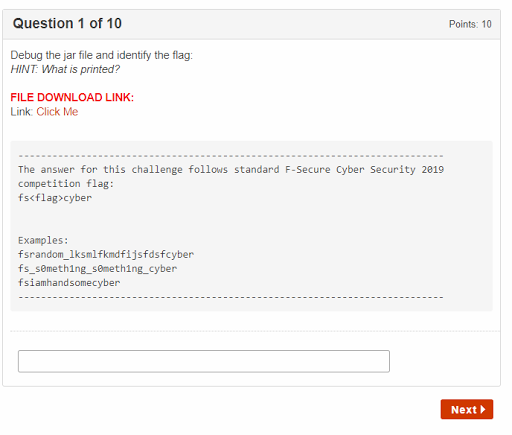 Question 1 of 10
Points: 10
Debug the jar file and identify the flag:
HINT: What is printed?
FILE DOWNLOAD LINK:
Link: Click Me
------------------------------------------------------------------------
The answer for this challenge follows standard F-Secure Cyber Security 2019
competition flag:
fs<flag>cyber
Examples:
fsrandom_lksmlfkmdfijsfdsfcyber
fs_s0meth1ng_s0meth1ng_cyber
fsiamhandsomecyber
------------------------------------------------------------------------
Next